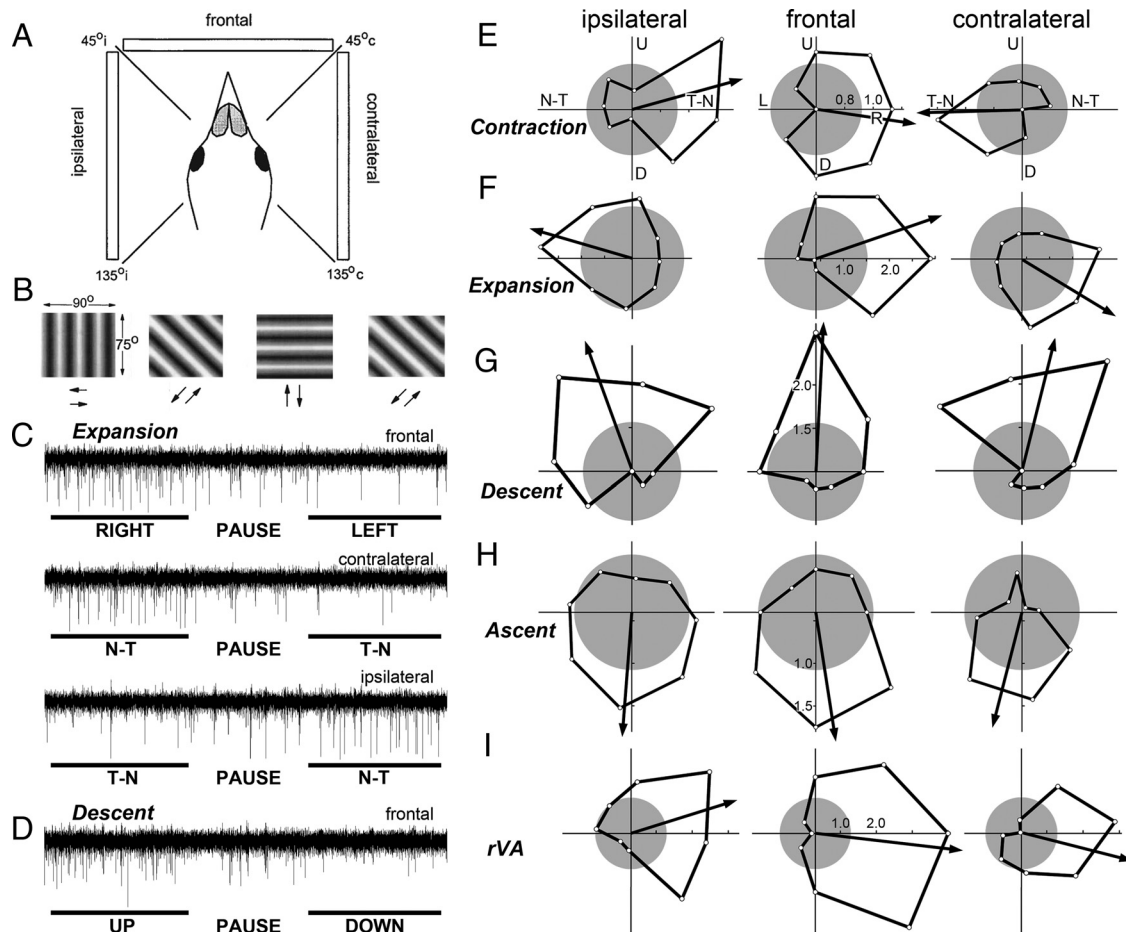 A
frontal
45°i
45°c
ipsilateral
contralateral
135°i
135°c
B
90°
75°
C
Expansion
frontal
RIGHT
PAUSE
LEFT
contralateral
N-T
PAUSE
T-N
ipsilateral
T-N
PAUSE
N-T
D
Descent
frontal
UP
PAUSE
DOWN
ipsilateral
frontal
contralateral
E
U
U
U
N-T
T-N
L
0.8
1.0
R
T-N
N-T
Contraction
D
D
D
F
Expansion
1.0
2.0
G
2.0
1.5
Descent
H
Ascent
1.0
1.5
I
1.0
2.0
rVA